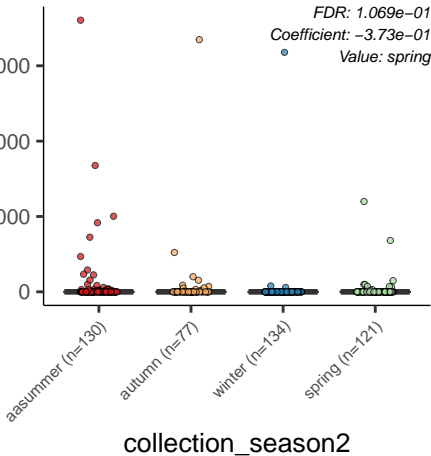 FDR: 1.069e−01
Coefficient: −3.73e−01
Value: spring
000
000
000
0
aasummer (n=130)
autumn (n=77)
winter (n=134)
spring (n=121)
collection_season2